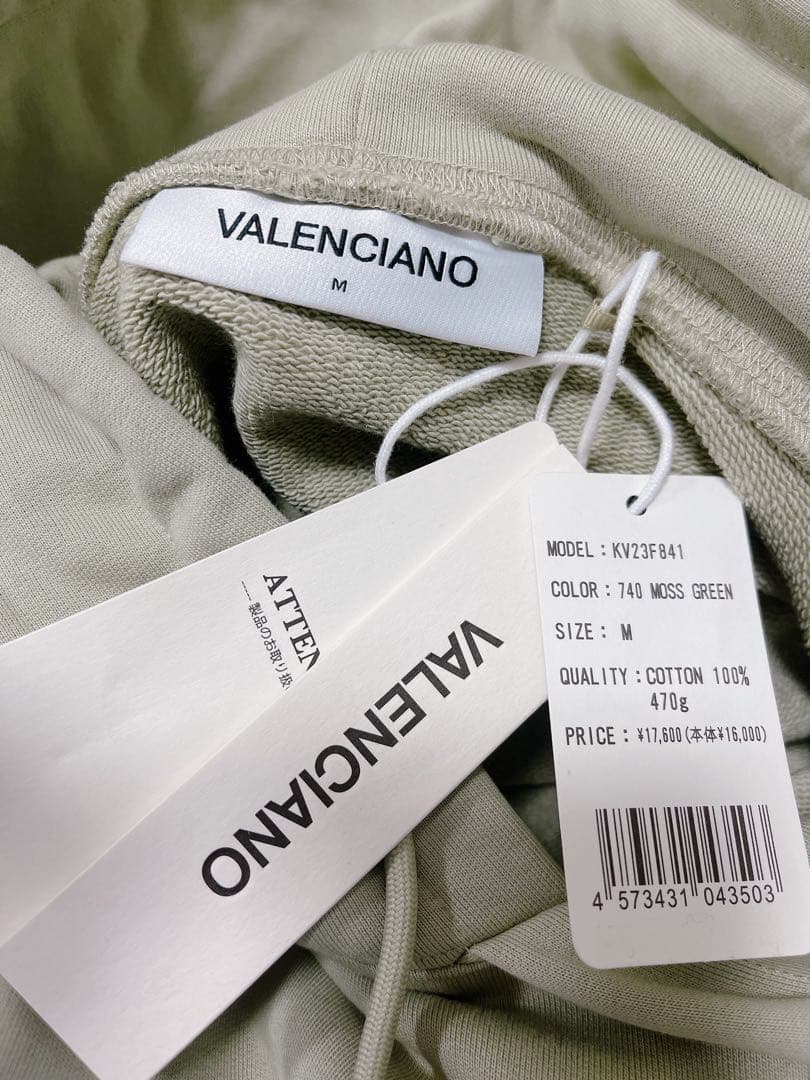 VALENCIANO
M
ATTEN
製品のお取り扱
VALENCIANO
MODEL : KV23F841
COLOR : 740 MOSS GREEN
SIZE : M
QUALITY : COTTON 100%
470g
PRICE : ¥17,600(本体¥16,000)
4 573431 043503